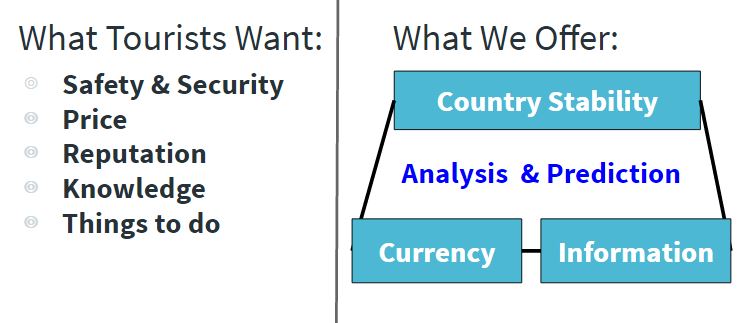 What Tourists Want:
Safety & Security
Price
Reputation
Knowledge
Things to do
What We Offer:
Country Stability
Analysis & Prediction
Currency
Information